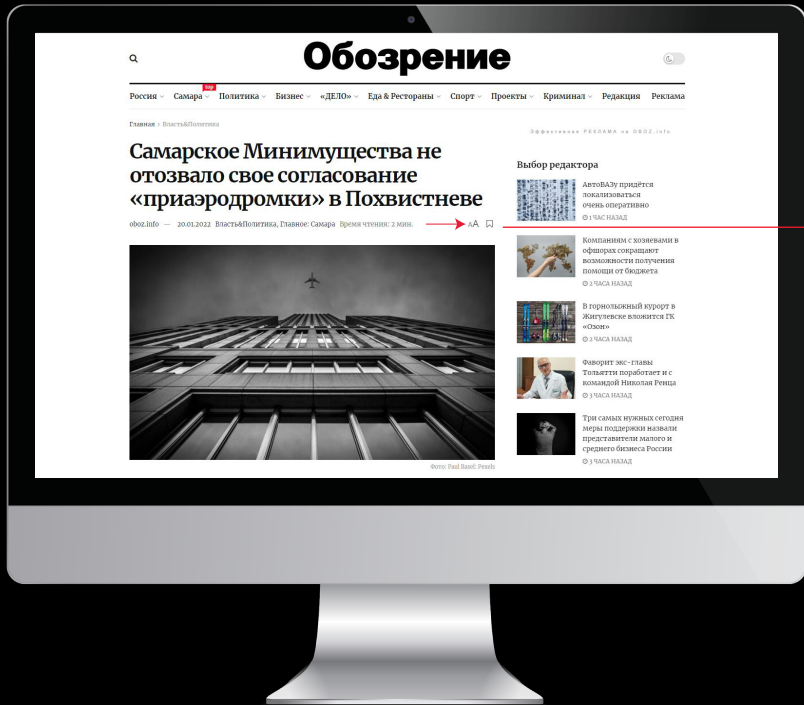 Обозрение
top
Россия Самара Политика Бизнес «ДЕЛО» Еда & Рестораны Спорт Проекты Криминал Редакция Реклама
Главная › Власть&Политика
Эффективная РЕКЛАМА на OBOZ.info
Самарское Минимущества не
отозвало свое согласование
«приаэродромки» в Похвистневе
oboz.info — 20.01.2022 Власть&Политика, Главное: Самара Время чтения: 2 мин.
AA
Фото: Paul Basel: Pexels
Выбор редактора
АвтоВАЗу придётся
локализоваться
очень оперативно
1 ЧАС НАЗАД
Компаниям с хозяевами в
офшорах сокращают
возможности получения
помощи от бюджета
2 ЧАСА НАЗАД
В горнолыжный курорт в
Жигулевске вложится ГК
«Озон»
2 ЧАСА НАЗАД
Фаворит экс-главы
Тольятти поработает и с
командой Николая Ренца
3 ЧАСА НАЗАД
Три самых нужных сегодня
меры поддержки назвали
представители малого и
среднего бизнеса России
3 ЧАСА НАЗАД